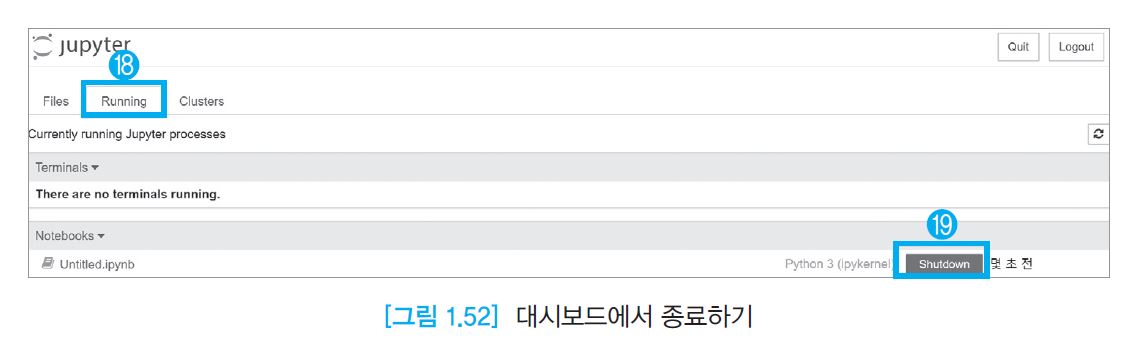 jupyter
Quit Logout
⑱
Files Running Clusters
Currently running Jupyter processes
Terminals
There are no terminals running.
⑲
Notebooks
Untitled.ipynb Python 3 (ipykernel) Shutdown 몇 초 전
[그림 1.52] 대시보드에서 종료하기